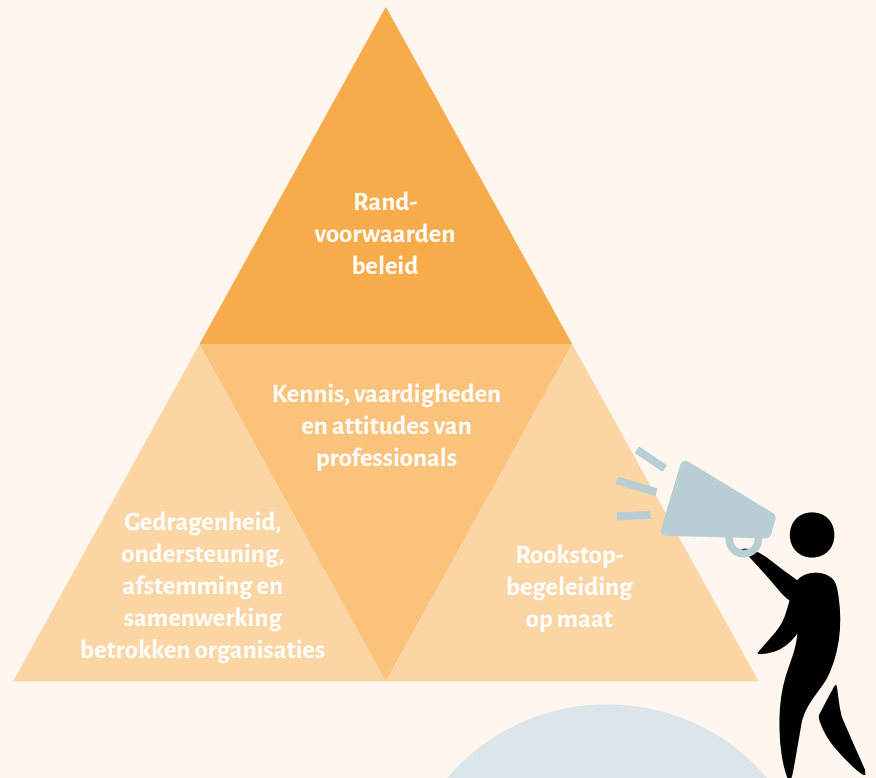 Rand-
voorwaarden
beleid
Kennis, vaardigheden
en attitudes van
professionals
Gedragenheid,
ondersteuning,
afstemming en
samenwerking
betrokken organisaties
Rookstop-
begeleiding
op maat